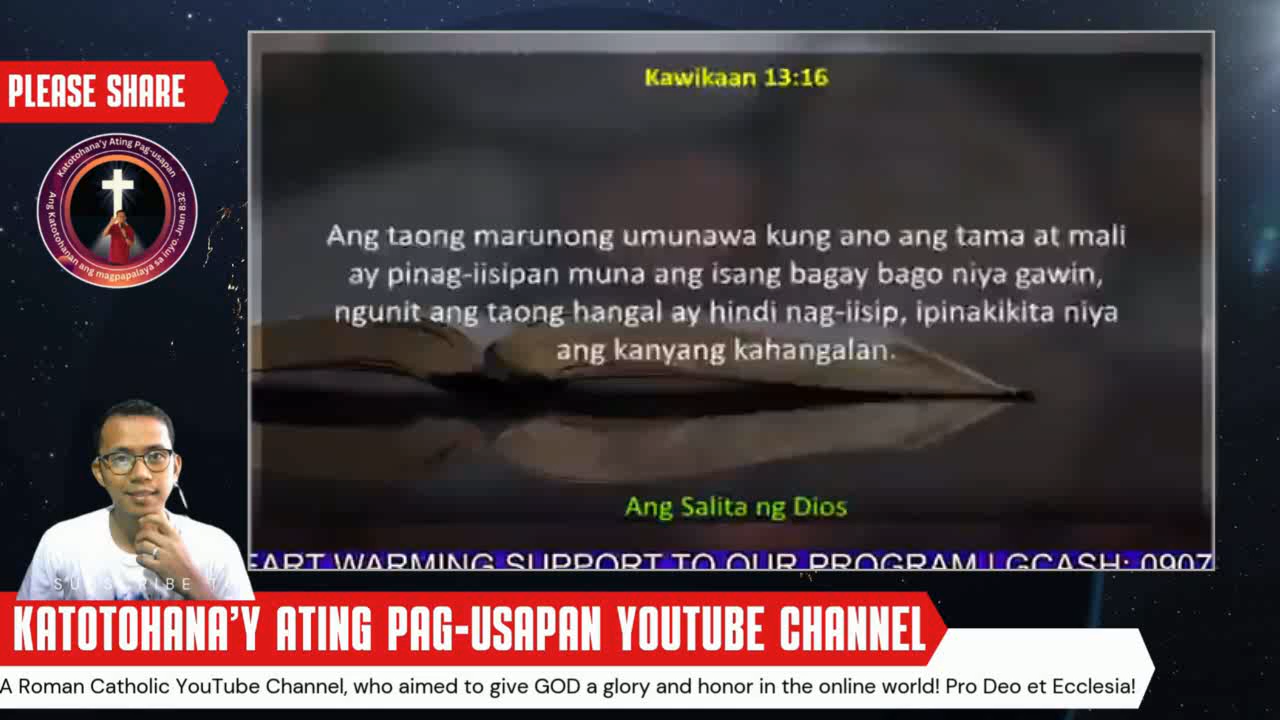 PLEASE SHARE
Katotohana'y Ating Pag-usapan
Ang Katotohanan ang magpapalaya sa inyo. Juan 8:32
Kawikaan 13:16
Ang taong marunong umunawa kung ano ang tama at mali
ay pinag-iisipan muna ang isang bagay bago niya gawin,
ngunit ang taong hangal ay hindi nag-iisip, ipinakikita niya
ang kanyang kahangalan.
Ang Salita ng Dios
WARMING SUPPORT TO OUR PROGRAM | GCASH: 0907
SUBSCRIBE
KATOTOHANA'Y ATING PAG-USAPAN YOUTUBE CHANNEL
A Roman Catholic YouTube Channel, who aimed to give GOD a glory and honor in the online world! Pro Deo et Ecclesia!